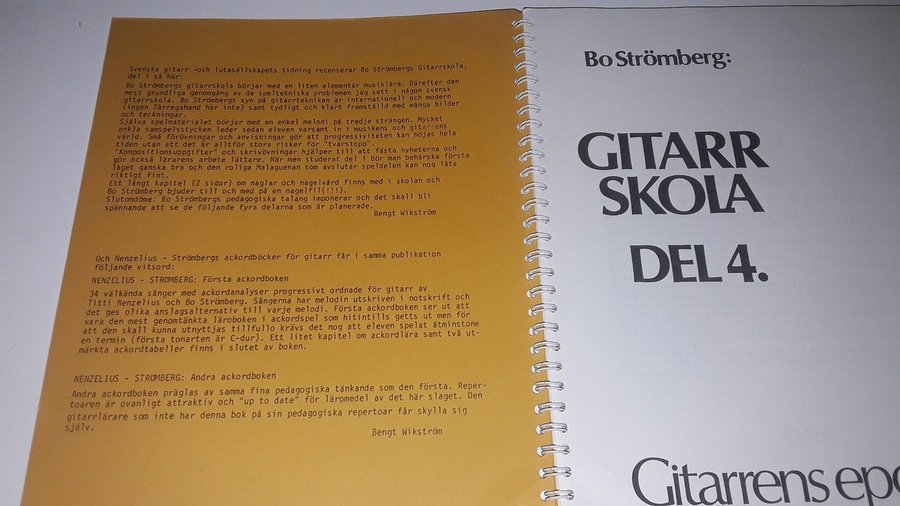 Svenska gitarr -och lutasällskapets tidning recenserar Bo Strömbergs Gitarrskola,
del 1 så här:
Bo Strömbergs gitarrskola börjar med en liten elementär musiklära. Därefter den
mest grundliga genomgång av de speltekniska problemen jag sett i någon svensk
gitarrskola. Bo Strömbergs syn på gitarrtekniken är internationell och modern
(ingen Tárregahand här inte) samt tydligt och klart framställd med många bilder
och teckningar.
Själva spelmaterialet börjar med en enkel melodi på tredje strängen. Mycket
enkla samspelsstycken leder sedan eleven varsamt in i musikens och gitarrens
värld. Små förövningar och anvisningar gör att progressiviteten kan höjas hela
tiden utan att det är alltför stora risker för "tvärstopp".
"Kompositionsuppgifter" och skrivövningar hjälper till att fästa nyheterna och
gör också lärarens arbete lättare. När men studerat del 1 bör man behärska första
läget ganska bra och den roliga Malaguenan som avslutar speldelen kan nog låta
riktigt fint.
Ett långt kapitel (2 sidor) om naglar och nagelvård finns med i skolan och
Bo Strömberg bjuder till och med på en nagelfil(!!!).
Slutomdöme: Bo Strömbergs pedagogiska talang imponerar och det skall bli
spännande att se de följande fyra delarna som är planerade.
Bengt Wikström
Och Nenzelius - Strömbergs ackordböcker för gitarr får i samma publikation
följande vitsord:
NENZELIUS - STRÖMBERG: Första ackordboken
34 välkända sånger med ackordanalyser progressivt ordnade för gitarr av
Titti Nenzelius och Bo Strömberg. Sångerna har melodin utskriven i notskrift och
det ges olika anslagsalternativ till varje melodi. Första ackordboken ser ut att
vara den mest genomtänkta läroboken i ackordspel som hitintills getts ut men för
att den skall kunna utnyttjas tillfullo krävs det nog att eleven spelat åtminstone
en termin (första tonarten är C-dur). Ett litet kapitel om ackordlära samt två ut-
märkta ackordtabeller finns i slutet av boken.
NENZELIUS - STRÖMBERG: Andra ackordboken
Andra ackordboken präglas av samma fina pedagogiska tänkande som den första. Reper-
toaren är ovanligt attraktiv och "up to date" för läromedel av det här slaget. Den
gitarrlärare som inte har denna bok på sin pedagogiska repertoar får skylla sig
själv.
Bengt Wikström
Bo Strömberg:
GITARR
SKOLA
DEL 4.
Gitarrens epo